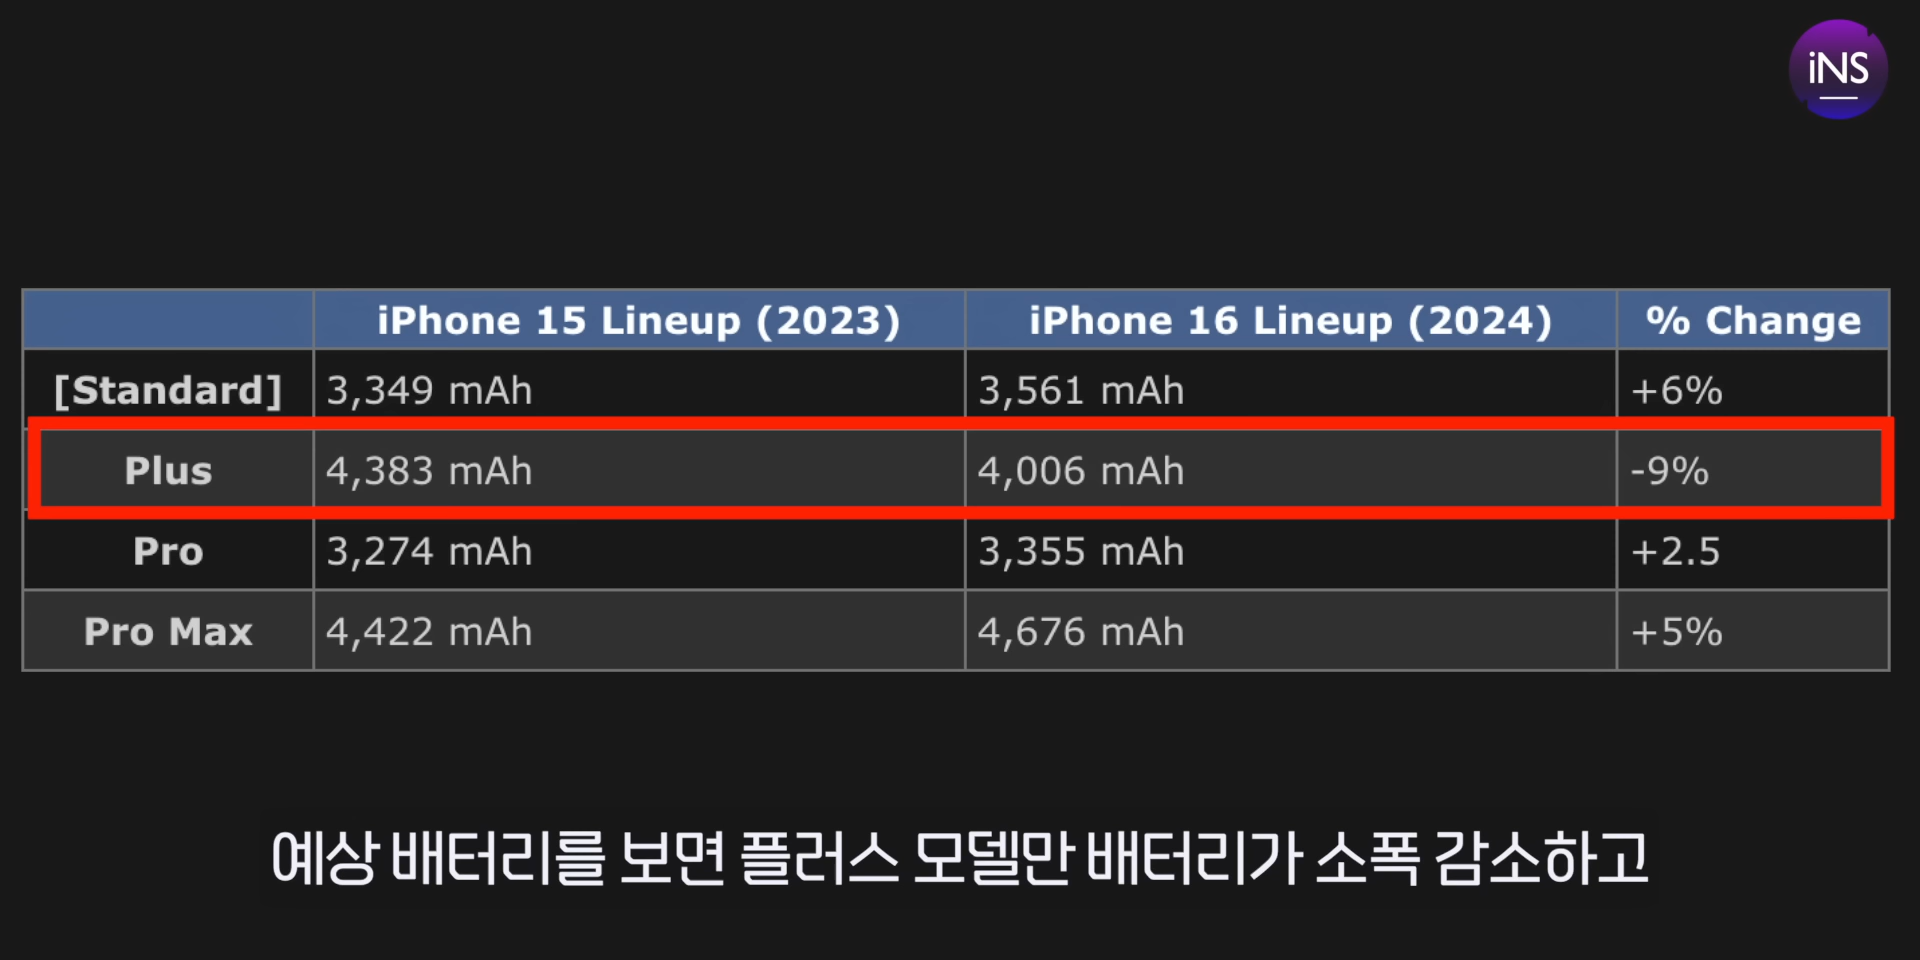 iNS
iPhone 15 Lineup (2023) iPhone 16 Lineup (2024) % Change
[Standard] 3,349 mAh 3,561 mAh +6%
Plus 4,383 mAh 4,006 mAh -9%
Pro 3,274 mAh 3,355 mAh +2.5
Pro Max 4,422 mAh 4,676 mAh +5%
예상 배터리를 보면 플러스 모델만 배터리가 소폭 감소하고